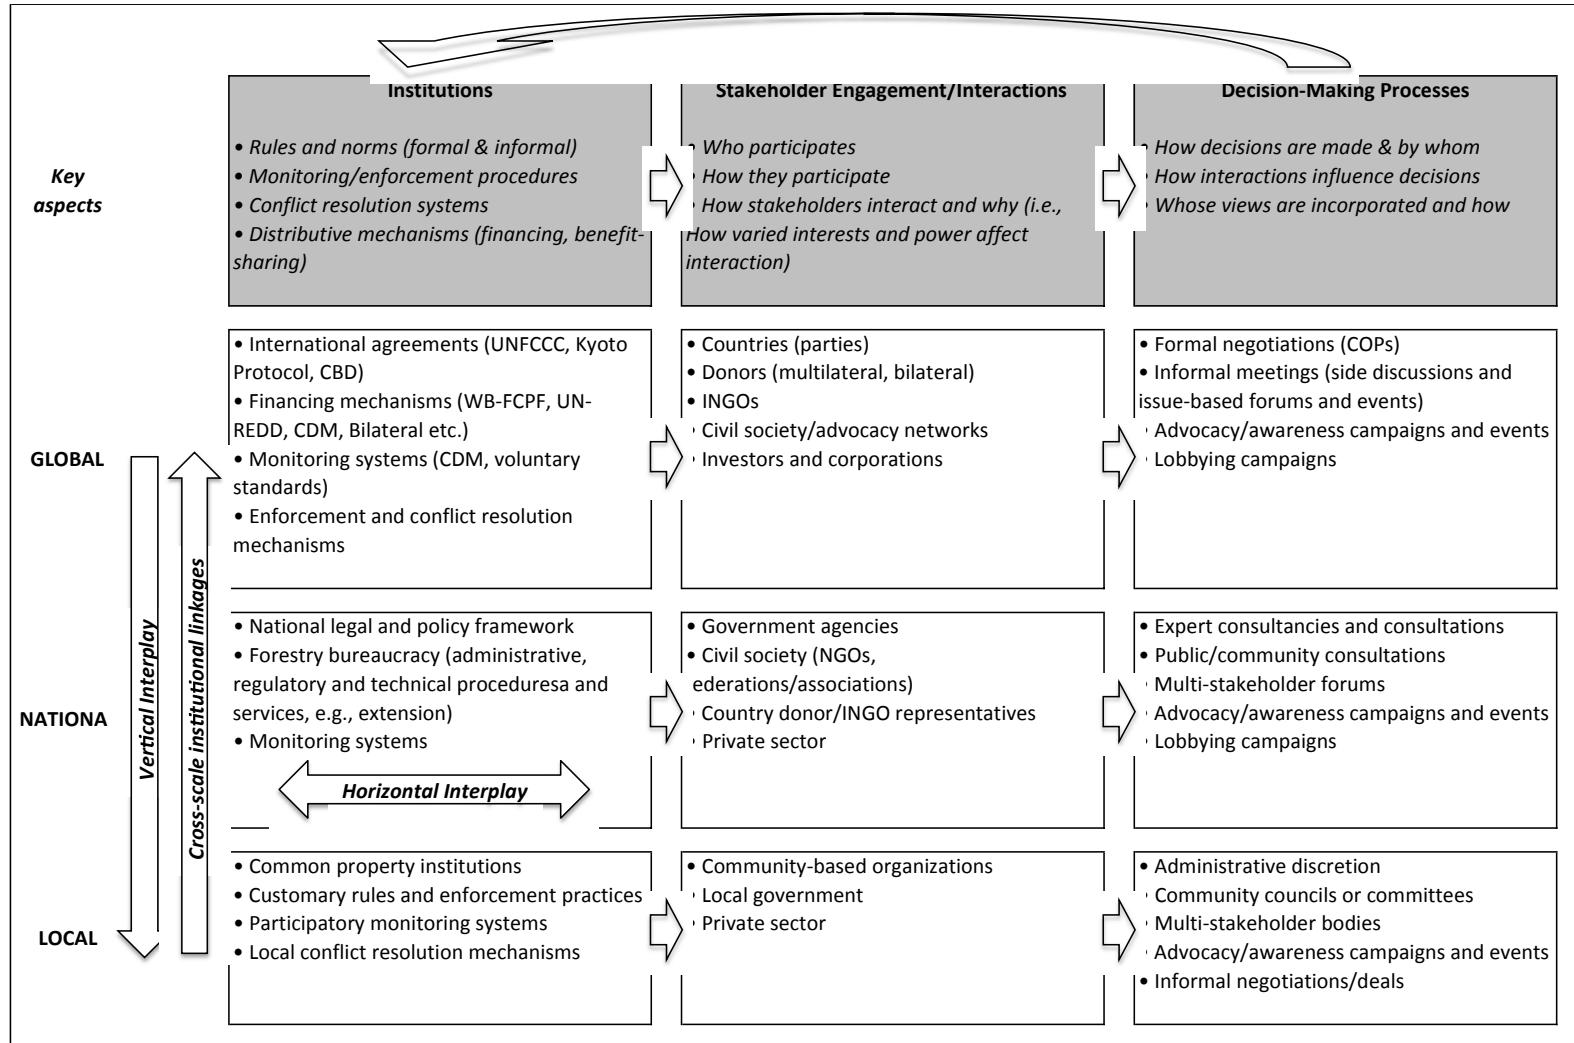 Institutions
• Rules and norms (formal & informal)
• Monitoring/enforcement procedures
• Conflict resolution systems
• Distributive mechanisms (financing, benefit-
sharing)
Stakeholder Engagement/Interactions
• Who participates
• How they participate
• How stakeholders interact and why (i.e.,
How varied interests and power affect
interaction)
Decision-Making Processes
• How decisions are made & by whom
• How interactions influence decisions
• Whose views are incorporated and how
Key
aspects
GLOBAL
• International agreements (UNFCCC, Kyoto
Protocol, CBD)
• Financing mechanisms (WB-FCPF, UN-
REDD, CDM, Bilateral etc.)
• Monitoring systems (CDM, voluntary
standards)
• Enforcement and conflict resolution
mechanisms
• Countries (parties)
• Donors (multilateral, bilateral)
• INGOs
• Civil society/advocacy networks
• Investors and corporations
• Formal negotiations (COPs)
• Informal meetings (side discussions and
issue-based forums and events)
• Advocacy/awareness campaigns and events
• Lobbying campaigns
Vertical Interplay
Cross-scale institutional linkages
NATIONA
• National legal and policy framework
• Forestry bureaucracy (administrative,
regulatory and technical proceduresa and
services, e.g., extension)
• Monitoring systems
Horizontal Interplay
• Government agencies
• Civil society (NGOs,
ederations/associations)
• Country donor/INGO representatives
• Private sector
• Expert consultancies and consultations
• Public/community consultations
• Multi-stakeholder forums
• Advocacy/awareness campaigns and events
• Lobbying campaigns
LOCAL
• Common property institutions
• Customary rules and enforcement practices
• Participatory monitoring systems
• Local conflict resolution mechanisms
• Community-based organizations
• Local government
• Private sector
• Administrative discretion
• Community councils or committees
• Multi-stakeholder bodies
• Advocacy/awareness campaigns and events
• Informal negotiations/deals